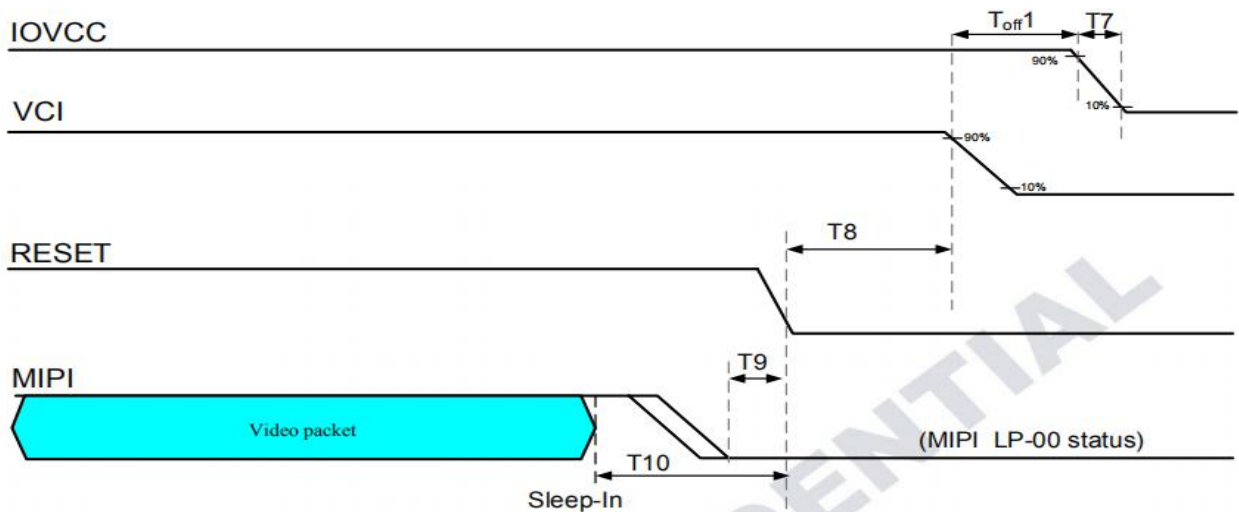 IOVCC
Toff1
T7
90%
10%
VCI
90%
10%
RESET
T8
MIPI
T9
Video packet
(MIPI LP-00 status)
T10
Sleep-In
ENTIAL